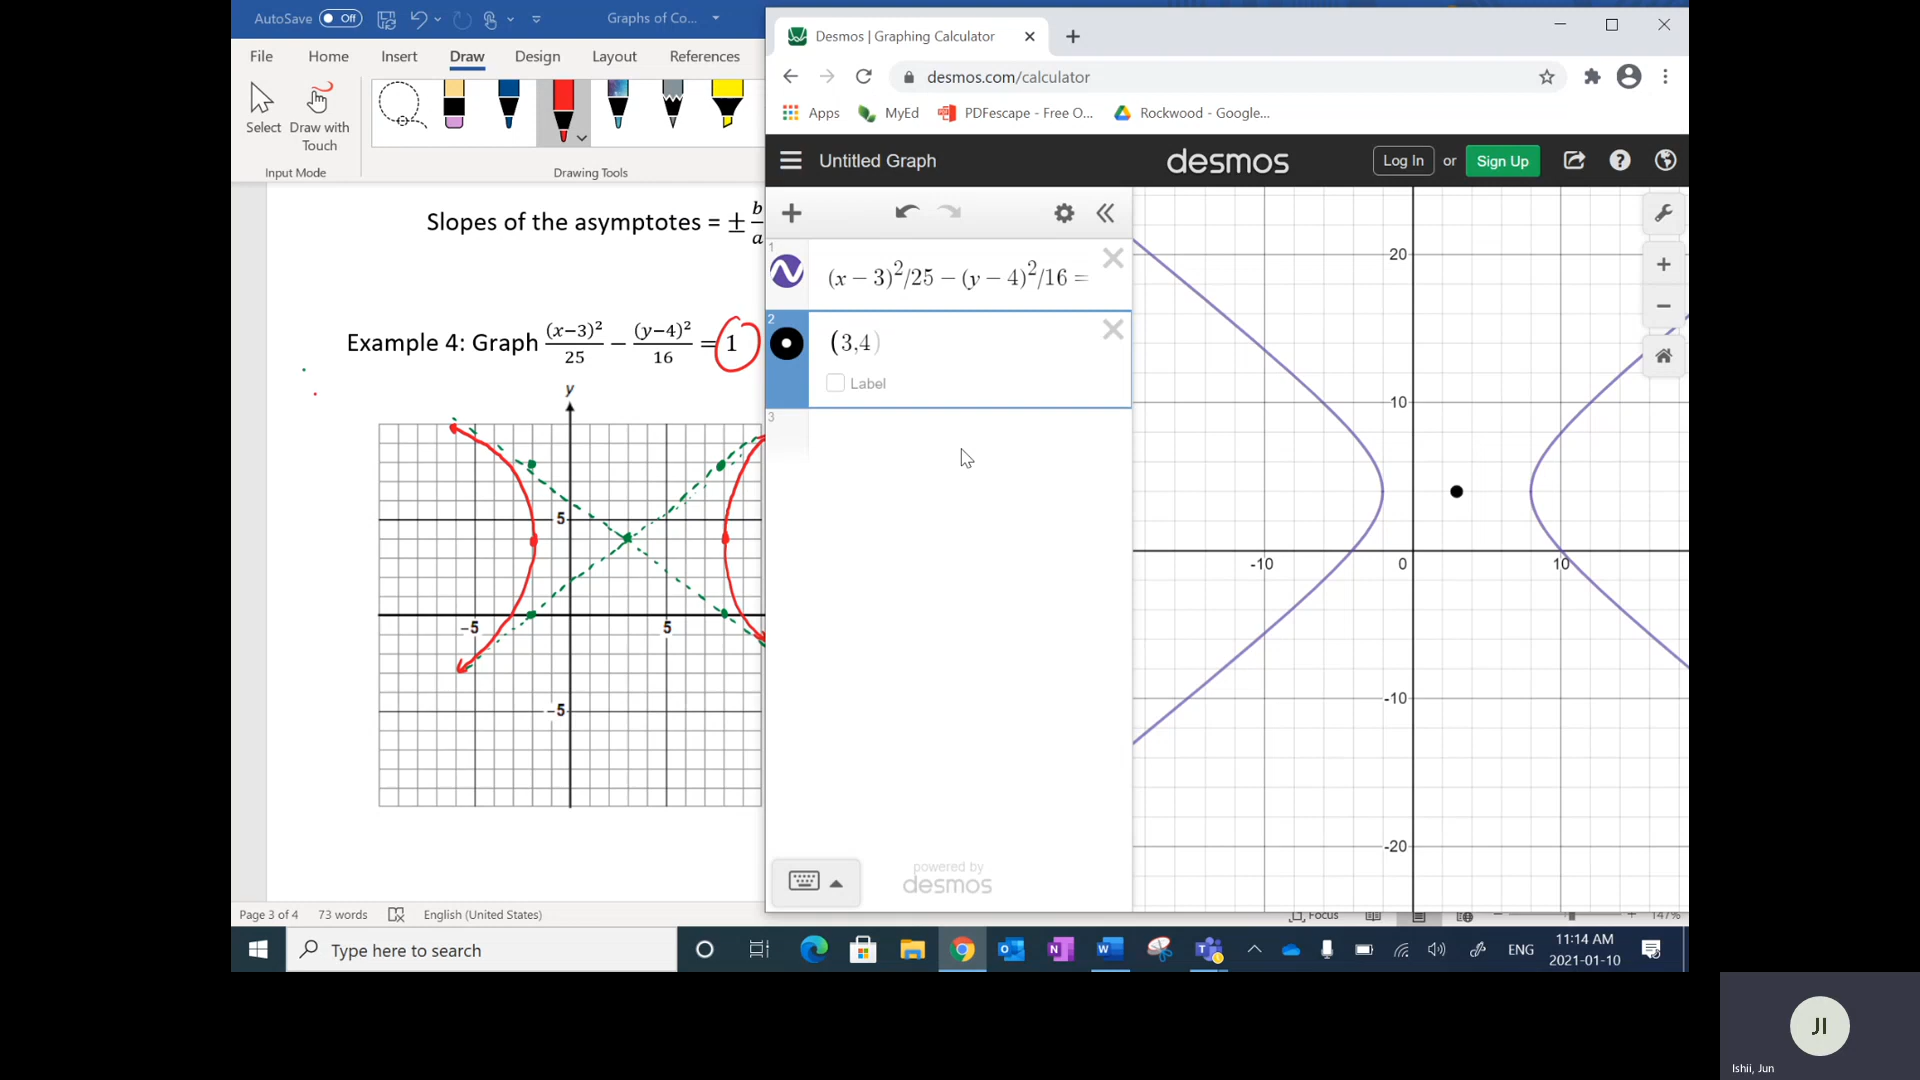 AutoSave Off Graphs of Co...
File Home Insert Draw Design Layout References
Select
Draw with
Touch
Input Mode
Drawing Tools
Slopes of the asymptotes = ± b/a
Example 4: Graph (x−3)²/25 − (y−4)²/16 = 1
y
5
−5
5
−5
Page 3 of 4 73 words English (United States)
Focus
147%
Desmos | Graphing Calculator
desmos.com/calculator
Apps MyEd PDFescape - Free O... Rockwood - Google...
Untitled Graph desmos Log In or Sign Up
1
(x − 3)²/25 − (y − 4)²/16 =
2
(3,4)
Label
3
powered by
desmos
20
10
-10
0
10
-10
-20
Type here to search
ENG
11:14 AM
2021-01-10
JI
Ishii, Jun